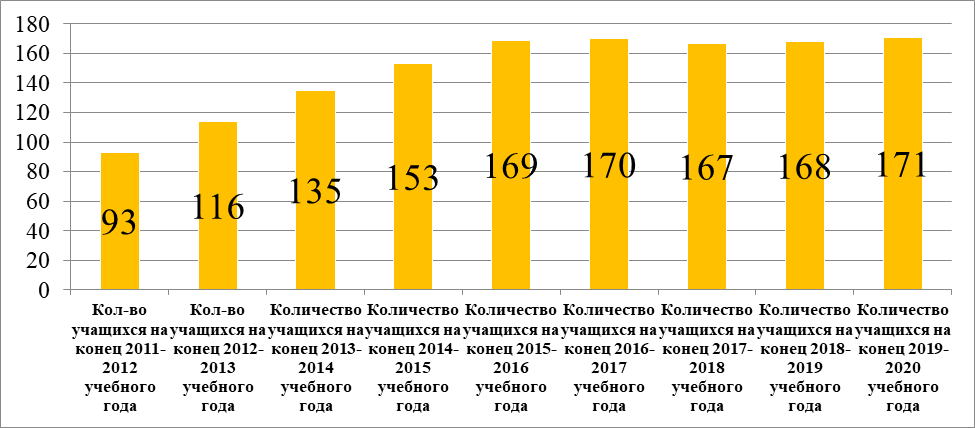 180
160
140
120
100
80
60
40
20
0
93
116
135
153
169
170
167
168
171
Кол-во
учащихся на
конец 2011-
2012
учебного
года
Кол-во
учащихся на
конец 2012-
2013
учебного
года
Количество
учащихся на
конец 2013-
2014
учебного
года
Количество
учащихся на
конец 2014-
2015
учебного
года
Количество
учащихся на
конец 2015-
2016
учебного
года
Количество
учащихся на
конец 2016-
2017
учебного
года
Количество
учащихся на
конец 2017-
2018
учебного
года
Количество
учащихся на
конец 2018-
2019
учебного
года
Количество
учащихся на
конец 2019-
2020
учебного
года